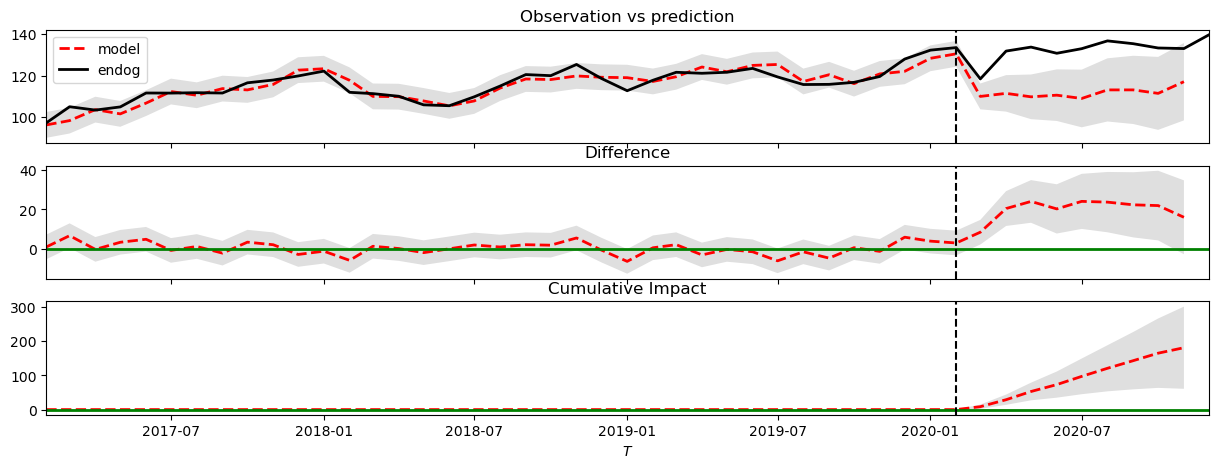 Observation vs prediction
140
120
100
model
endog
Difference
40
20
0
Cumulative Impact
300
200
100
0
2017-07 2018-01 2018-07 2019-01 2019-07 2020-01 2020-07
T